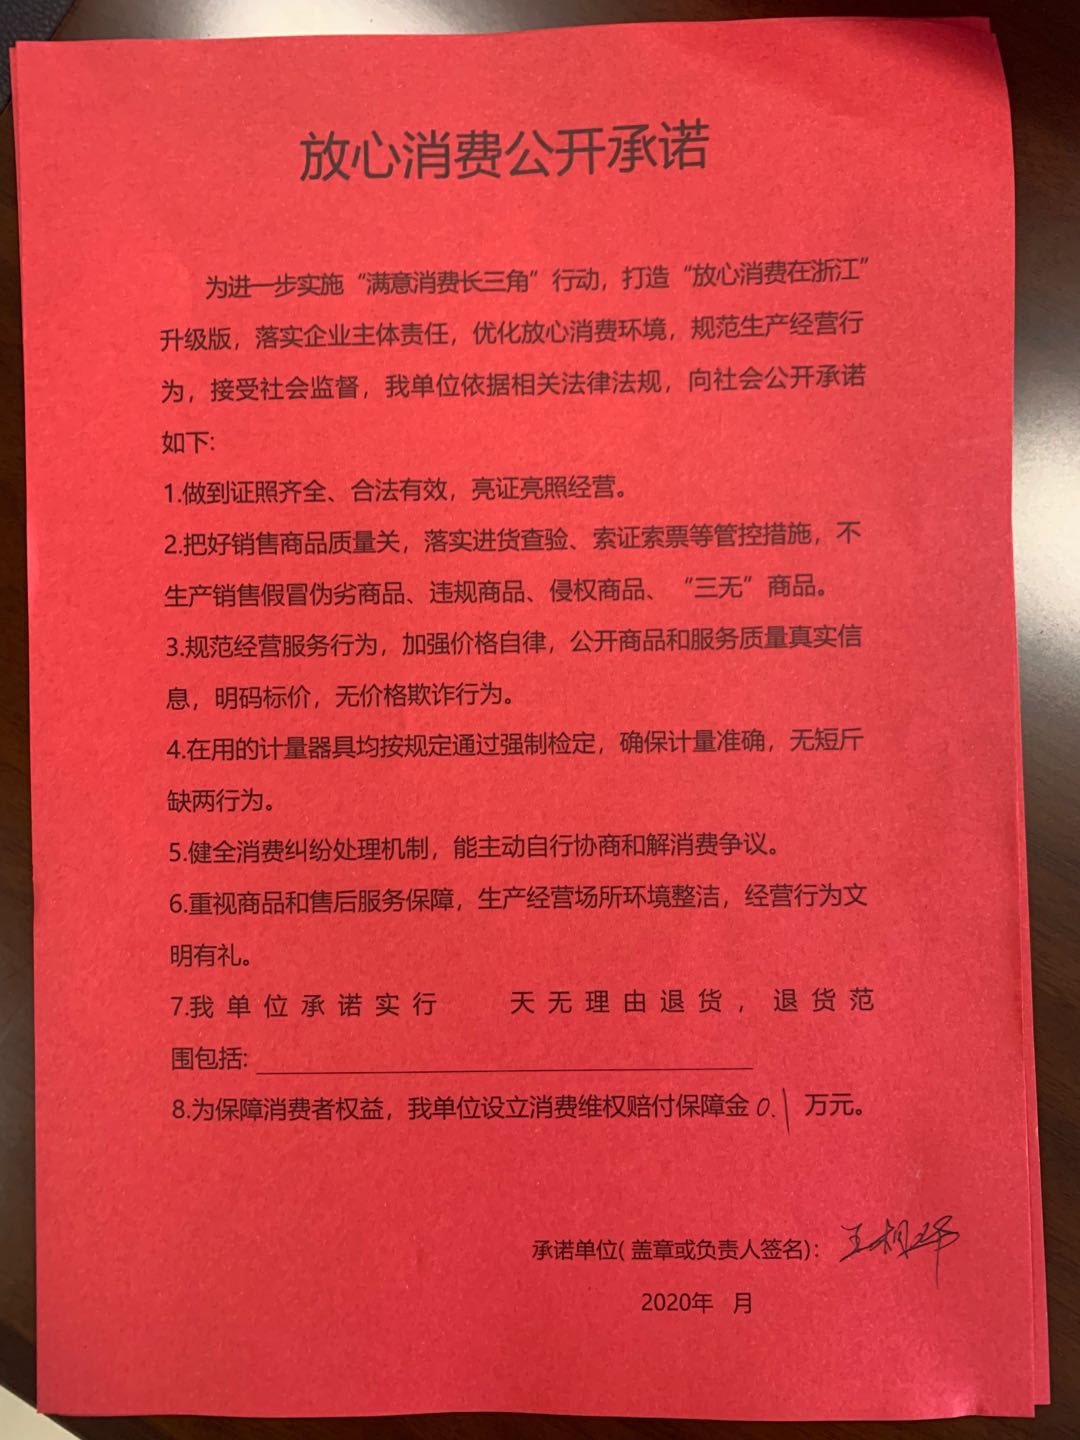 放心消费公开承诺
为进一步实施“满意消费长三角”行动，打造“放心消费在浙江”
升级版，落实企业主体责任，优化放心消费环境，规范生产经营行
为，接受社会监督，我单位依据相关法律法规，向社会公开承诺
如下:
1.做到证照齐全、合法有效，亮证亮照经营。
2.把好销售商品质量关，落实进货查验、索证索票等管控措施，不
生产销售假冒伪劣商品、违规商品、侵权商品、“三无”商品。
3.规范经营服务行为，加强价格自律，公开商品和服务质量真实信
息，明码标价，无价格欺诈行为。
4.在用的计量器具均按规定通过强制检定，确保计量准确，无短斤
缺两行为。
5.健全消费纠纷处理机制，能主动自行协商和解消费争议。
6.重视商品和售后服务保障，生产经营场所环境整洁，经营行为文
明有礼。
7.我单位承诺实行 天无理由退货，退货范
围包括:
8.为保障消费者权益，我单位设立消费维权赔付保障金0.1万元。
承诺单位(盖章或负责人签名):
2020年 月